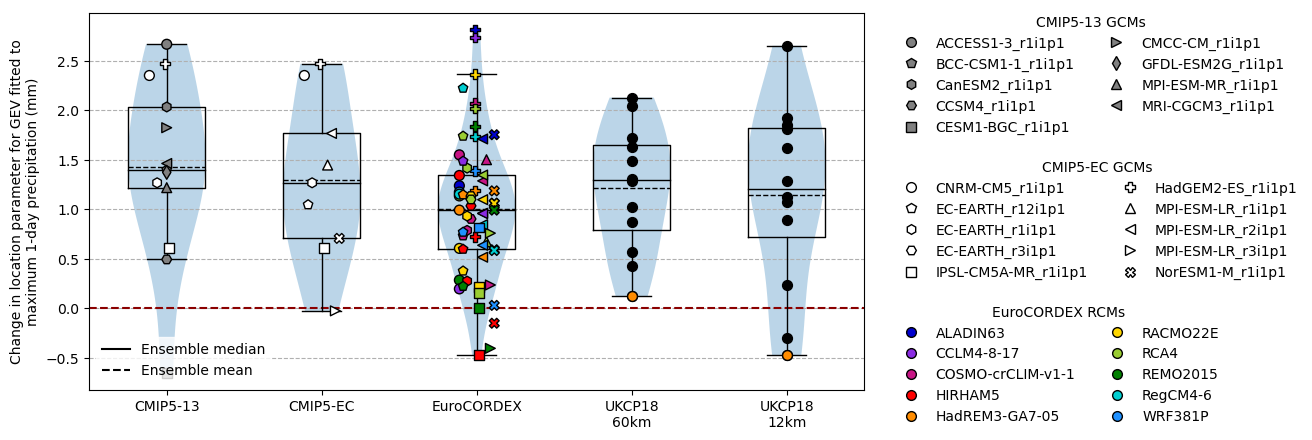 Change in location parameter for GEV fitted to
maximum 1-day precipitation (mm)
2.5
2.0
1.5
1.0
0.5
0.0
−0.5
Ensemble median
Ensemble mean
CMIP5-13
CMIP5-EC
EuroCORDEX
UKCP18
60km
UKCP18
12km
CMIP5-13 GCMs
ACCESS1-3_r1i1p1
BCC-CSM1-1_r1i1p1
CanESM2_r1i1p1
CCSM4_r1i1p1
CESM1-BGC_r1i1p1
CMCC-CM_r1i1p1
GFDL-ESM2G_r1i1p1
MPI-ESM-MR_r1i1p1
MRI-CGCM3_r1i1p1
CMIP5-EC GCMs
CNRM-CM5_r1i1p1
EC-EARTH_r12i1p1
EC-EARTH_r1i1p1
EC-EARTH_r3i1p1
IPSL-CM5A-MR_r1i1p1
HadGEM2-ES_r1i1p1
MPI-ESM-LR_r1i1p1
MPI-ESM-LR_r2i1p1
MPI-ESM-LR_r3i1p1
NorESM1-M_r1i1p1
EuroCORDEX RCMs
ALADIN63
CCLM4-8-17
COSMO-crCLIM-v1-1
HIRHAM5
HadREM3-GA7-05
RACMO22E
RCA4
REMO2015
RegCM4-6
WRF381P